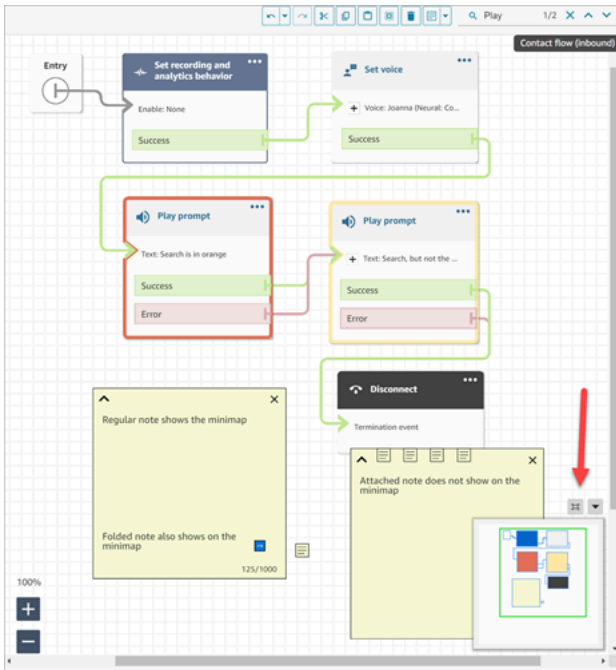 Play
1/2
Contact flow (inbound)
Entry
Set recording and
analytics behavior
Enable: None
Success
Set voice
Voice: Joanna (Neural: Co...
Success
Play prompt
Text: Search is in orange
Success
Error
Play prompt
Text: Search, but not the ...
Success
Error
Disconnect
Termination event
Regular note shows the minimap
Folded note also shows on the
minimap
125/1000
Attached note does not show on the
minimap
100%